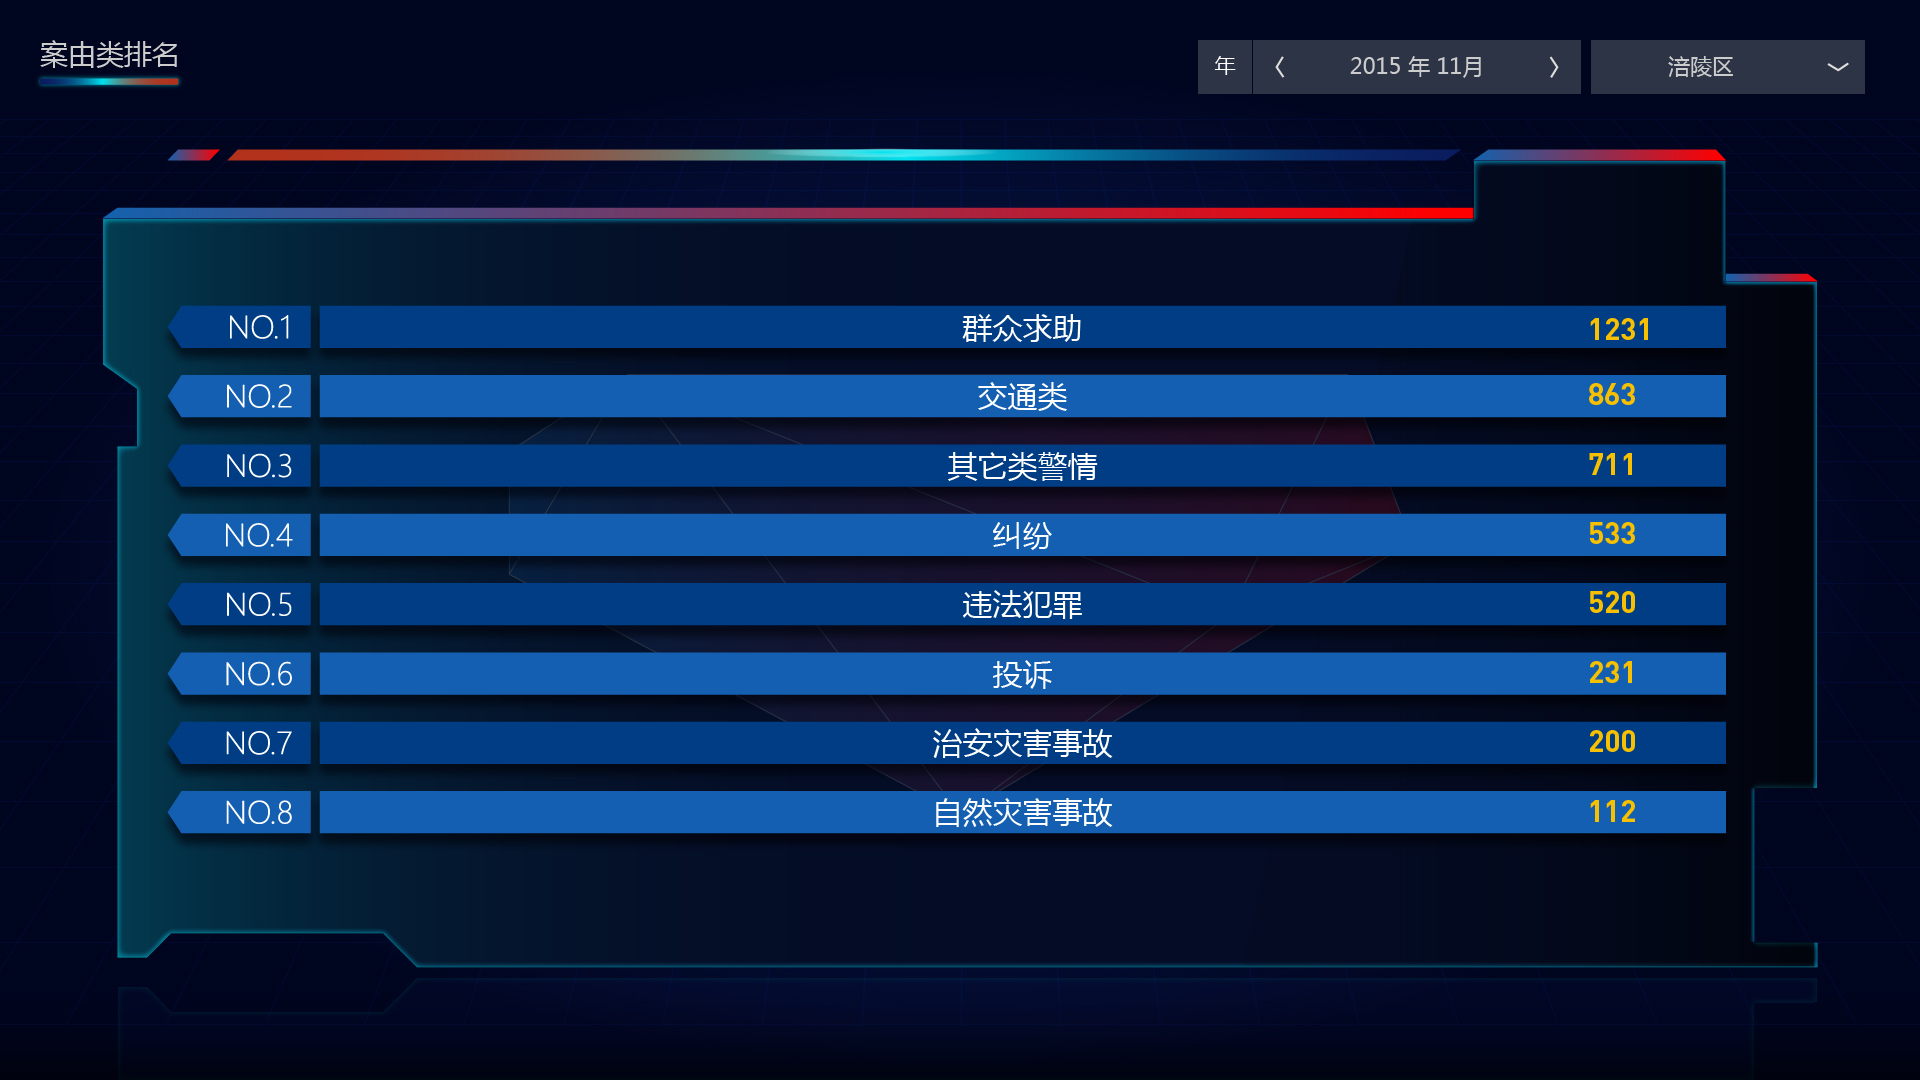 案由类排名
年 2015 年 11月 涪陵区
NO.1 群众求助 1231
NO.2 交通类 863
NO.3 其它类警情 711
NO.4 纠纷 533
NO.5 违法犯罪 520
NO.6 投诉 231
NO.7 治安灾害事故 200
NO.8 自然灾害事故 112